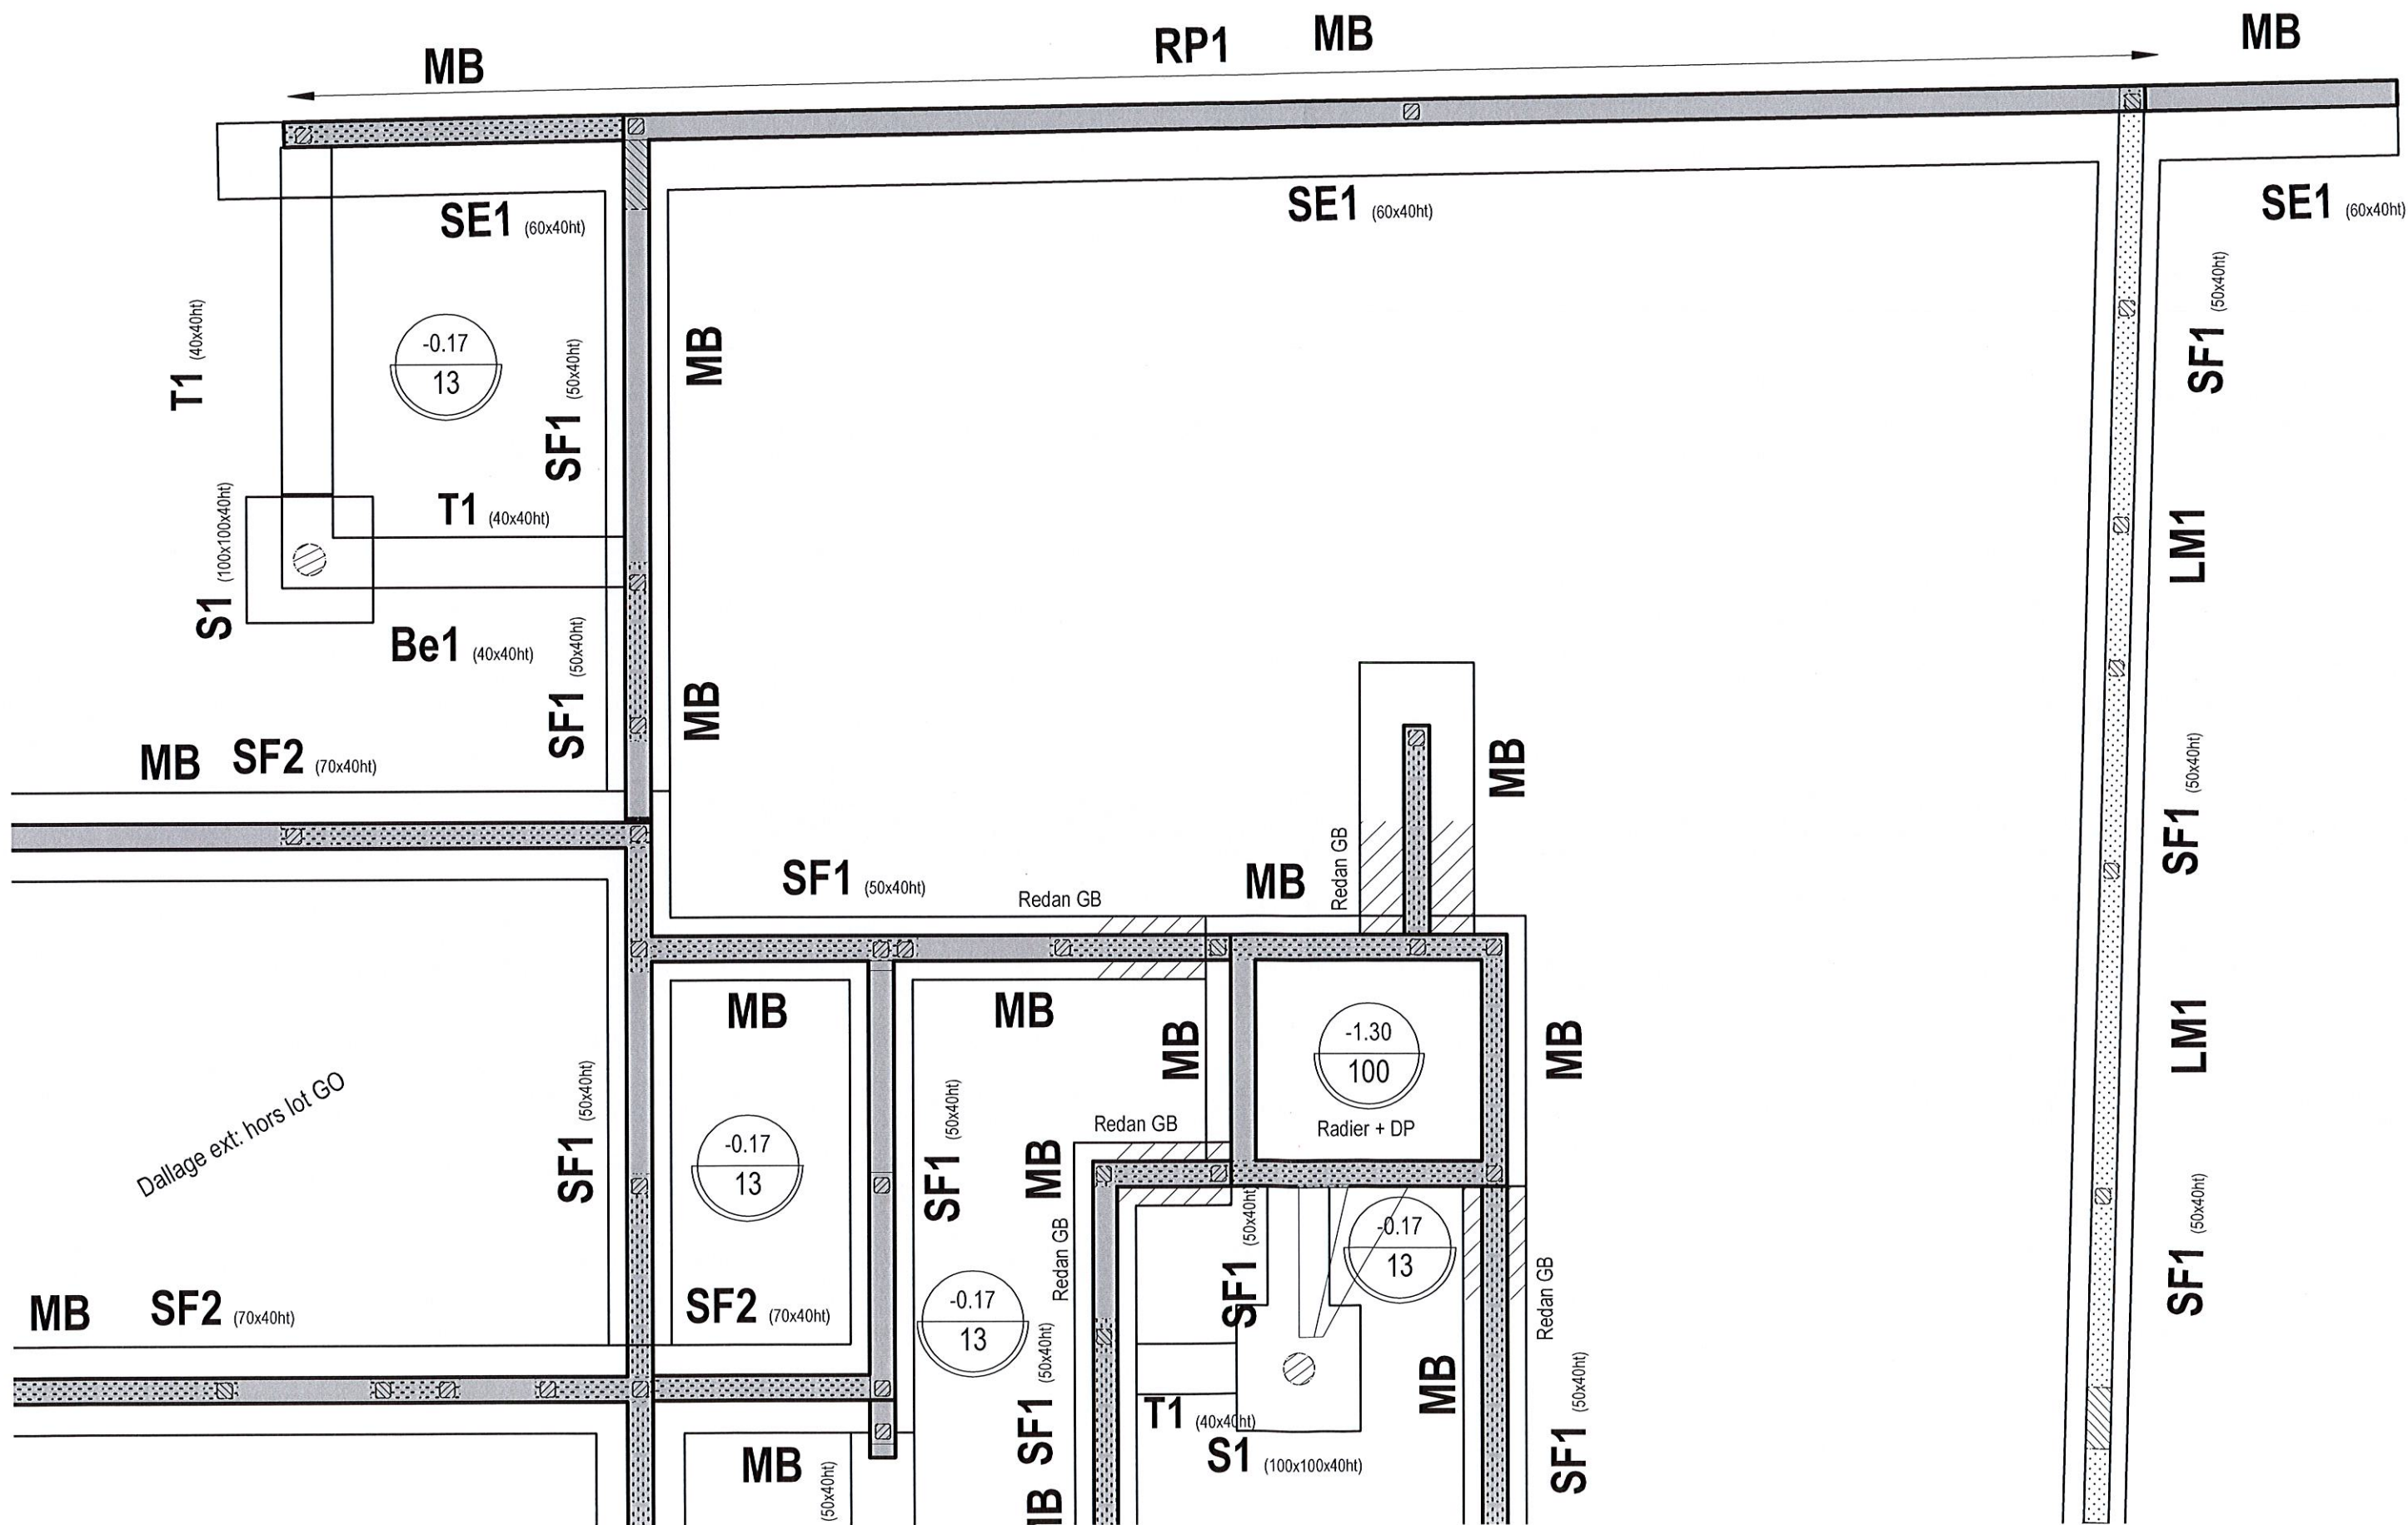 MB
RP1
MB
MB
SE1 (60x40ht)
SE1 (60x40ht)
SE1 (60x40ht)
T1 (40x40ht)
-0.17
13
SF1 (50x40ht)
MB
SF1 (50x40ht)
S1 (100x100x40ht)
T1 (40x40ht)
LM1
Be1 (40x40ht)
SF1 (50x40ht)
MB
MB
SF2 (70x40ht)
MB
SF1 (50x40ht)
SF1 (50x40ht)
Redan GB
MB
Redan GB
MB
MB
MB
MB
-1.30
100
Radier + DP
LM1
Dallage ext: hors lot GO
SF1 (50x40ht)
-0.17
13
SF1 (50x40ht)
Redan GB
MB
Redan GB
SF1 (50x40ht)
-0.17
13
SF1 (50x40ht)
MB
SF2 (70x40ht)
SF2 (70x40ht)
-0.17
13
Redan GB
SF1 (50x40ht)
MB
SF1 (50x40ht)
T1 (40x40ht)
S1 (100x100x40ht)
MB
(50x40ht)
MB